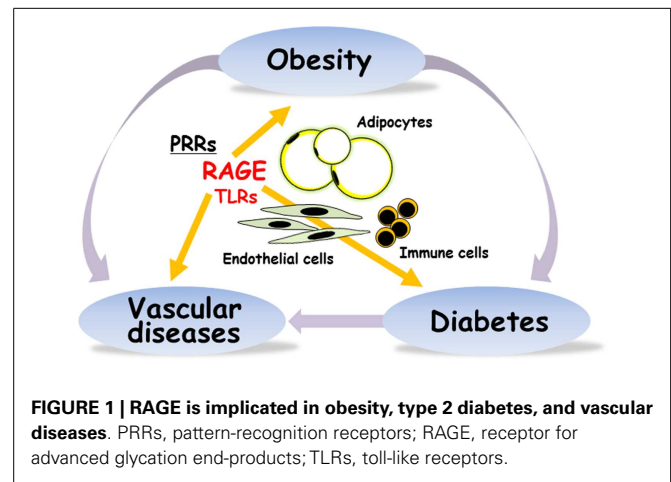 Obesity
Adipocytes
PRRs
RAGE
TLRs
Endothelial cells
Immune cells
Vascular
diseases
Diabetes
FIGURE 1 | RAGE is implicated in obesity, type 2 diabetes, and vascular
diseases. PRRs, pattern-recognition receptors; RAGE, receptor for
advanced glycation end-products; TLRs, toll-like receptors.